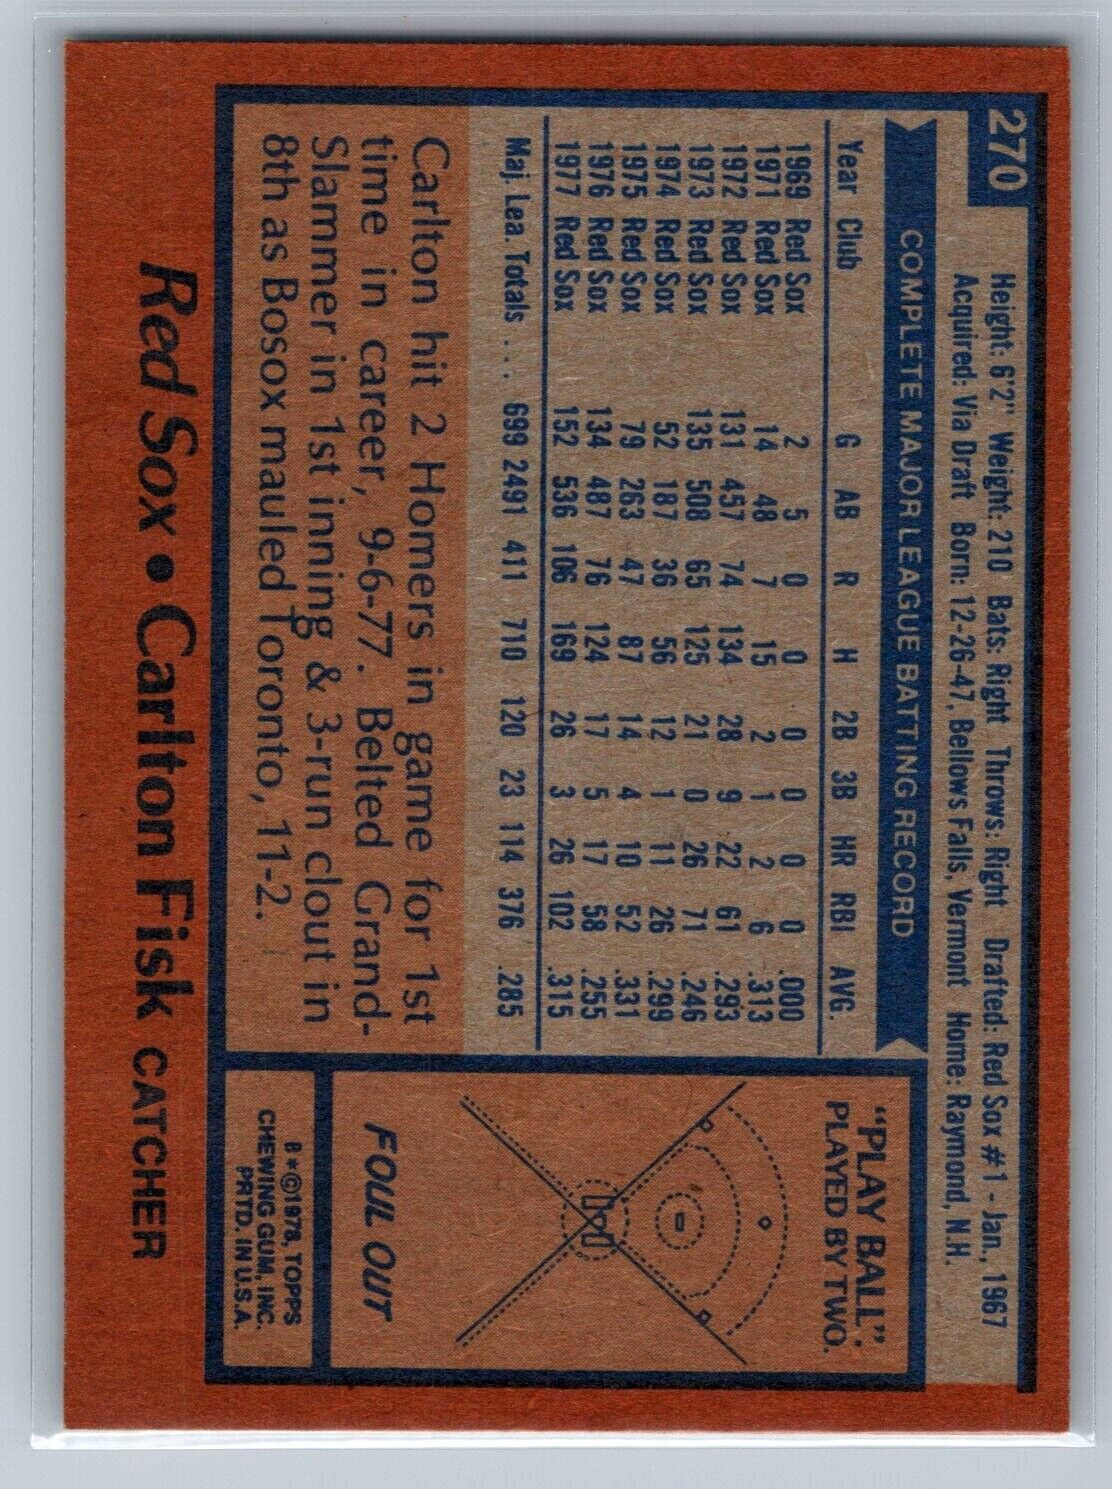 270
Height: 6'2" Weight: 210 Bats: Right Throws: Right Drafted: Red Sox #1 - Jan., 1967
Acquired: Via Draft Born: 12-26-47, Bellows Falls, Vermont Home: Raymond, N.H.
COMPLETE MAJOR LEAGUE BATTING RECORD
Year Club G AB R H 2B 3B HR RBI AVG.
1969 Red Sox 2 5 0 0 0 0 0 0 .000
1971 Red Sox 14 48 7 15 2 1 2 6 .313
1972 Red Sox 131 457 74 134 28 9 22 61 .293
1973 Red Sox 135 508 65 125 21 0 26 71 .246
1974 Red Sox 52 187 36 56 12 1 11 26 .299
1975 Red Sox 79 263 47 87 14 4 10 52 .331
1976 Red Sox 134 487 76 124 17 5 17 58 .255
1977 Red Sox 152 536 106 169 26 3 26 102 .315
Maj. Lea. Totals ... 699 2491 411 710 120 23 114 376 .285
Carlton hit 2 Homers in game for 1st
time in career, 9-6-77. Belted Grand-
Slammer in 1st inning & 3-run clout in
8th as Bosox mauled Toronto, 11-2.
"PLAY BALL":
PLAYED BY TWO.
FOUL OUT
B*©1978, TOPPS
CHEWING GUM, INC.
PRTD. IN U.S.A.
Red Sox • Carlton Fisk CATCHER